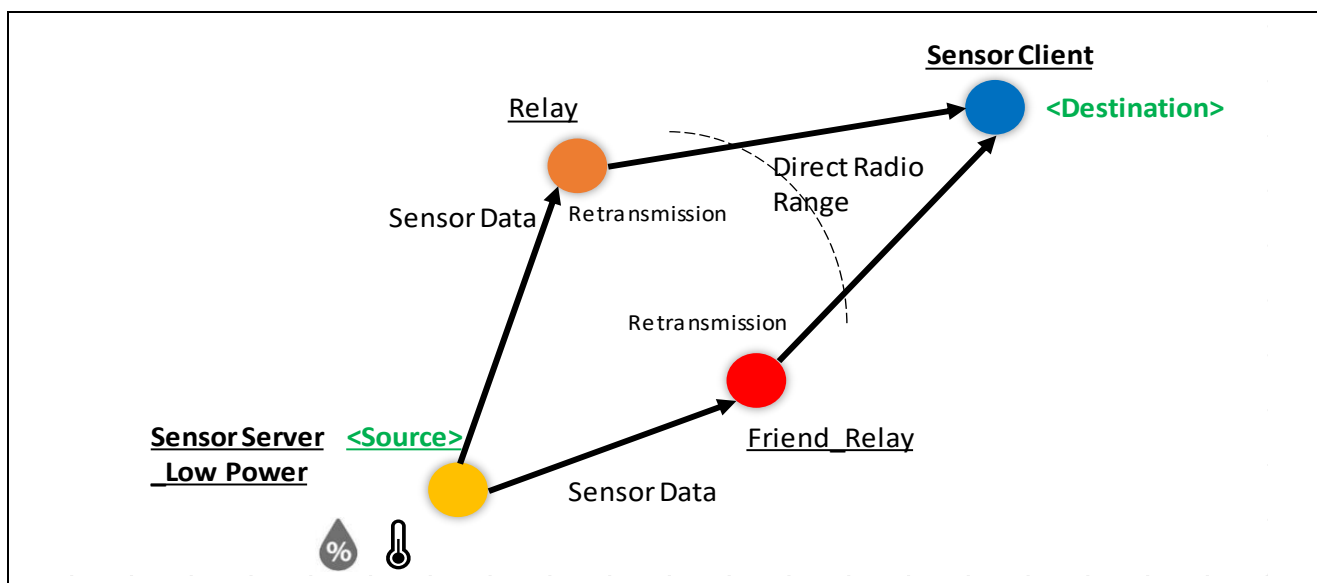 Sensor Client
<Destination>
Relay
Direct Radio
Range
Sensor Data
Retransmission
Retransmission
Sensor Server
_Low Power
<Source>
Friend_Relay
Sensor Data
%